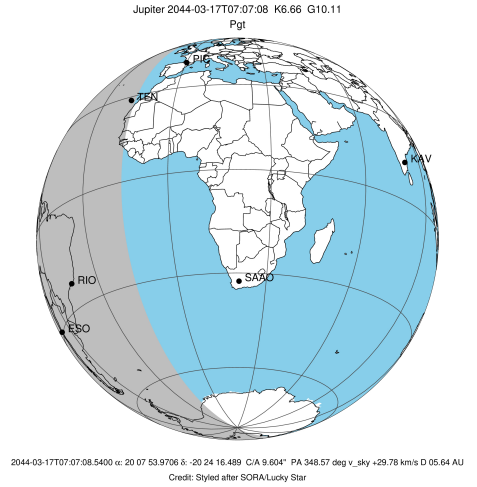 Jupiter 2044-03-17T07:07:08 K6.66 G10.11
Pgt
PIC
TEN
KAV
RIO
SAAO
ESO
2044-03-17T07:07:08.5400 α: 20 07 53.9706 δ: -20 24 16.489 C/A 9.604" PA 348.57 deg v_sky +29.78 km/s D 05.64 AU
Credit: Styled after SORA/Lucky Star